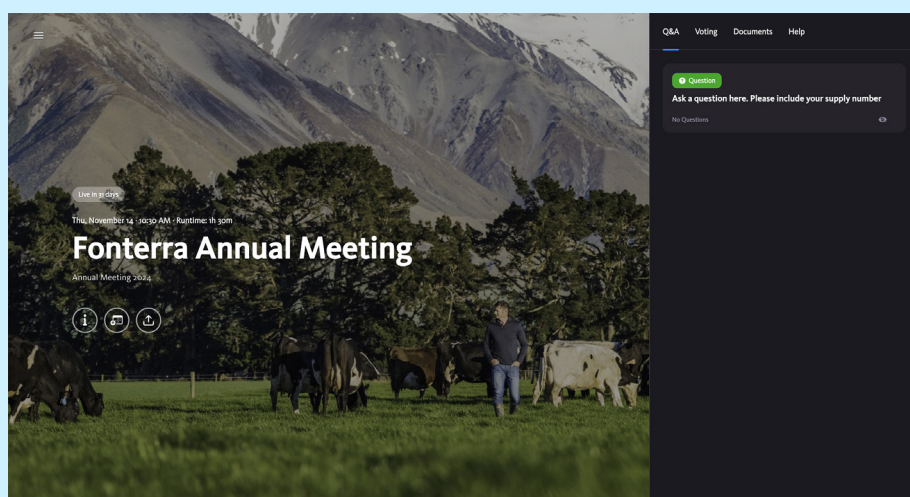 Live in 31 days
Thu, November 14 · 10:30 AM · Runtime: 1h 30m
Fonterra Annual Meeting
Annual Meeting 2024
Q&A Voting Documents Help
Question
Ask a question here. Please include your supply number
No Questions